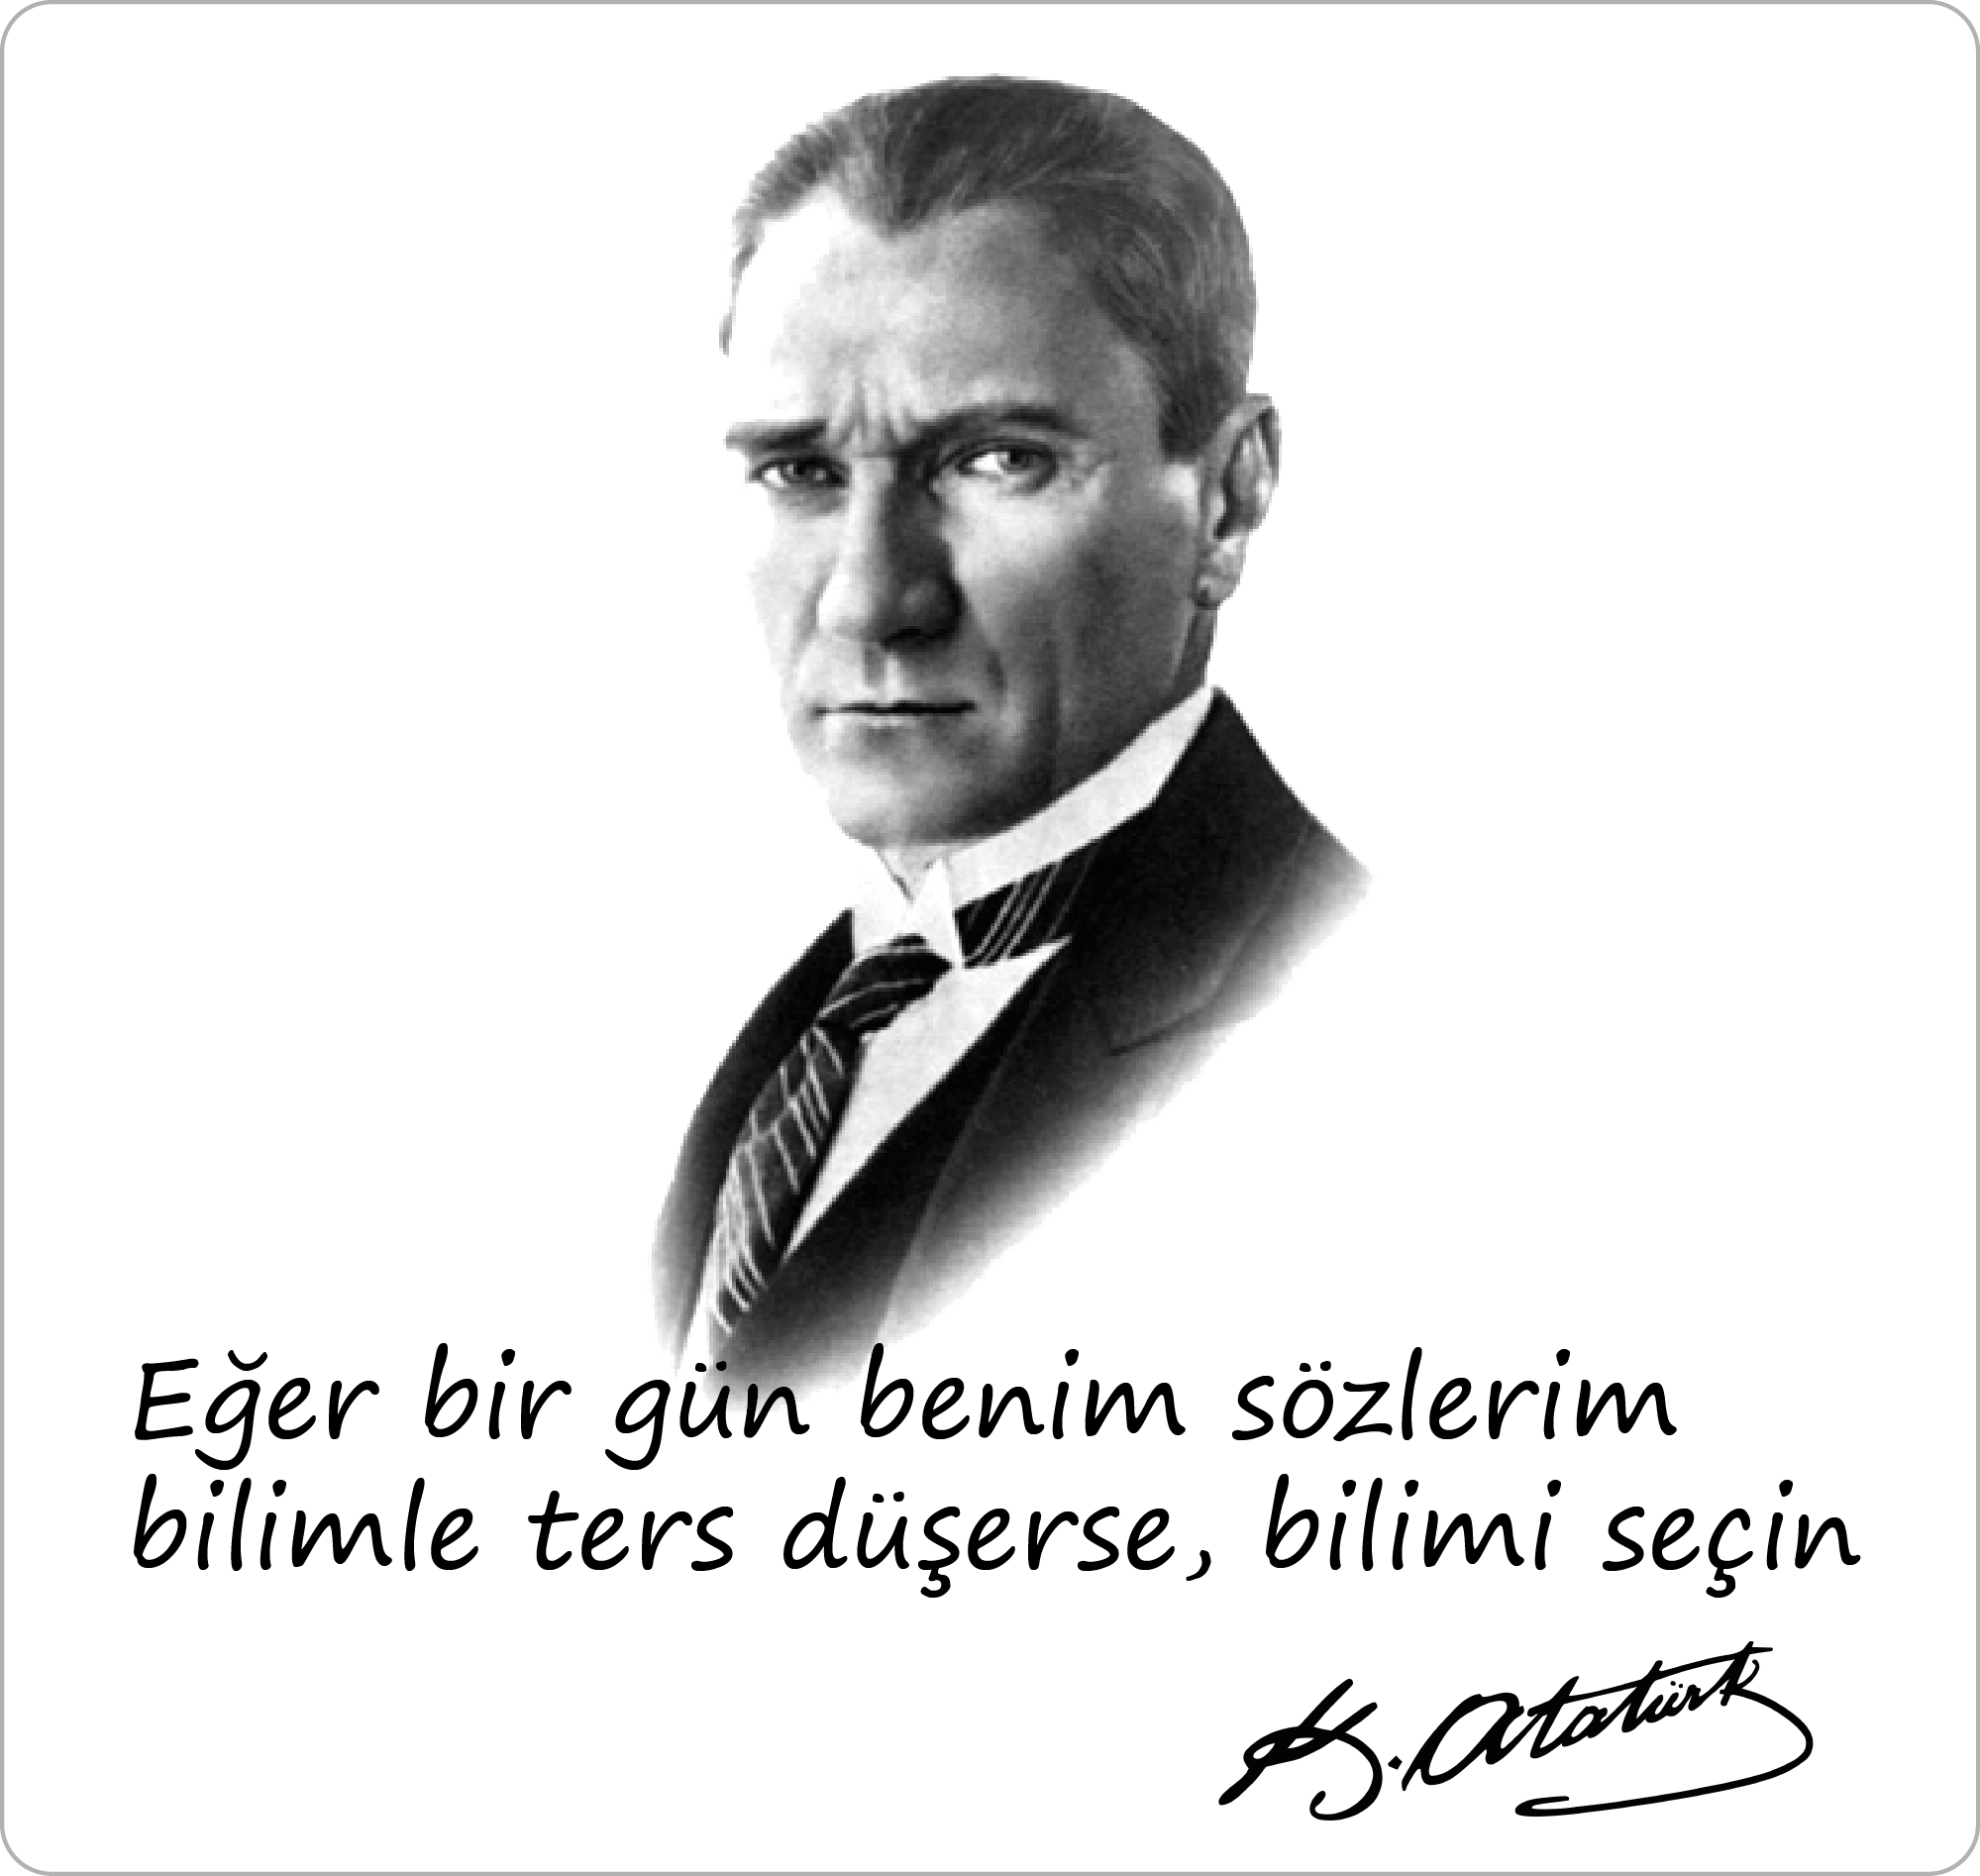 Eğer bir gün benim sözlerim
bilimle ters düşerse, bilimi seçin
K. Atatürk